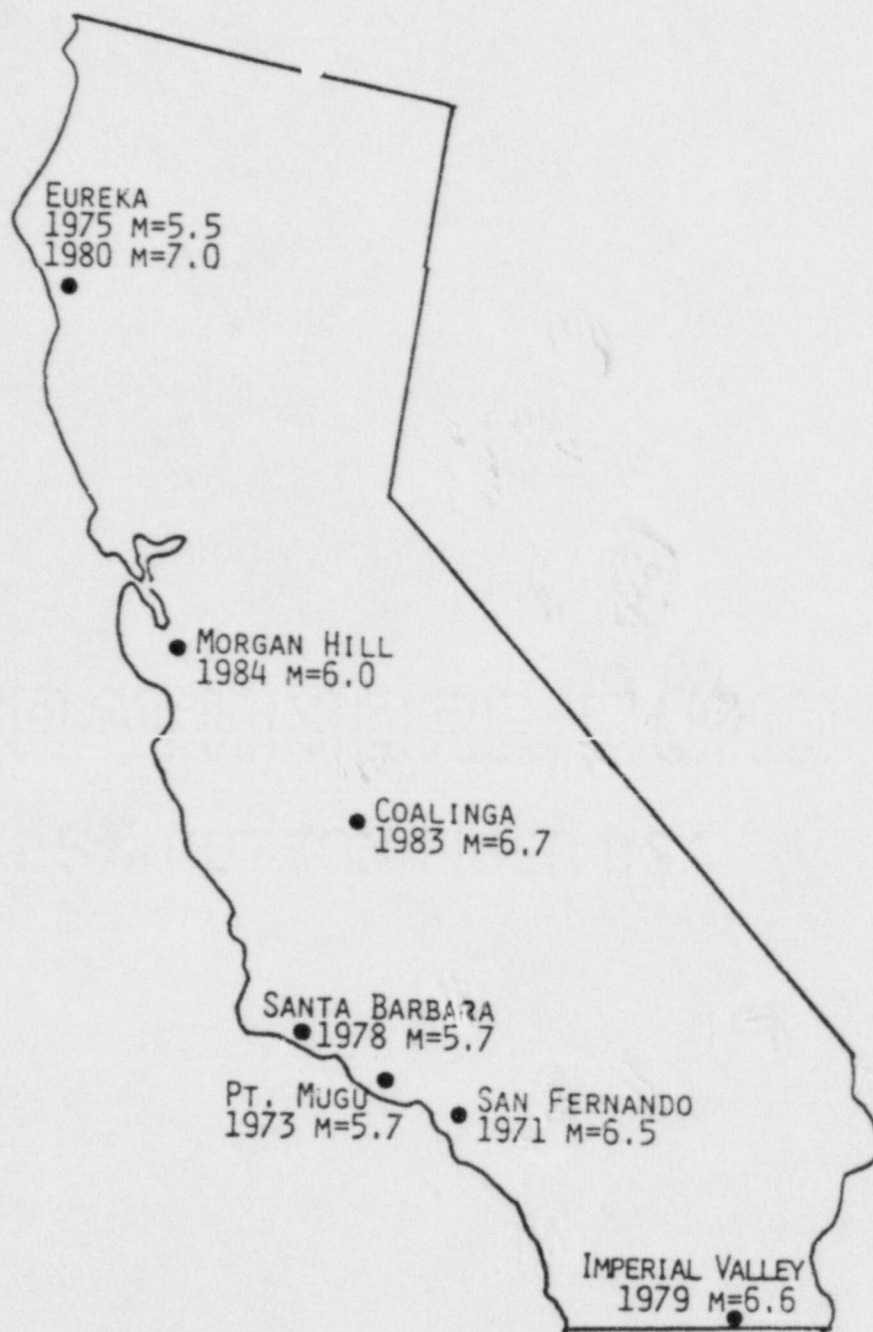 EUREKA
1975 M=5.5
1980 M=7.0
MORGAN HILL
1984 M=6.0
COALINGA
1983 M=6.7
SANTA BARBARA
1978 M=5.7
PT. MUGU
1973 M=5.7
SAN FERNANDO
1971 M=6.5
IMPERIAL VALLEY
1979 M=6.6